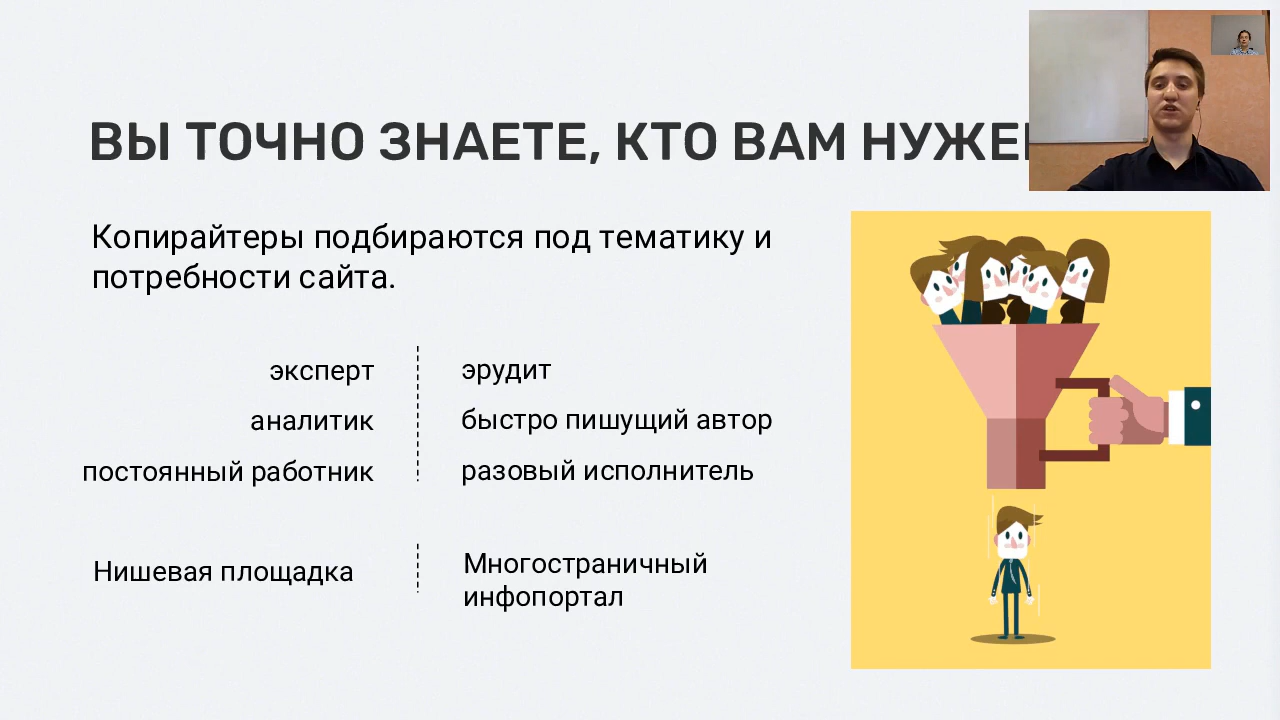 ВЫ ТОЧНО ЗНАЕТЕ, КТО ВАМ
Копирайтеры подбираются под тематику и
потребности сайта.
эксперт
эрудит
аналитик
быстро пишущий автор
постоянный работник
разовый исполнитель
Нишевая площадка
Многостраничный
инфопортал